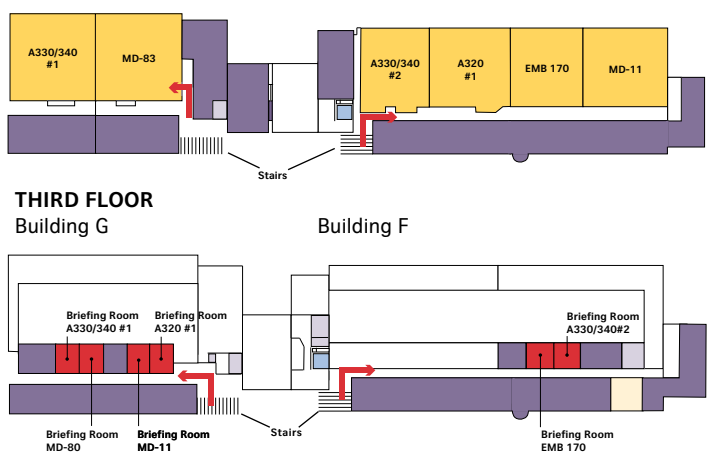 A330/340
#1
MD-83
A330/340
#2
A320
#1
EMB 170
MD-11
Stairs
THIRD FLOOR
Building G
Building F
Briefing Room
A330/340 #1
Briefing Room
A320 #1
Briefing Room
A330/340#2
Briefing Room
MD-80
Briefing Room
MD-11
Stairs
Briefing Room
EMB 170